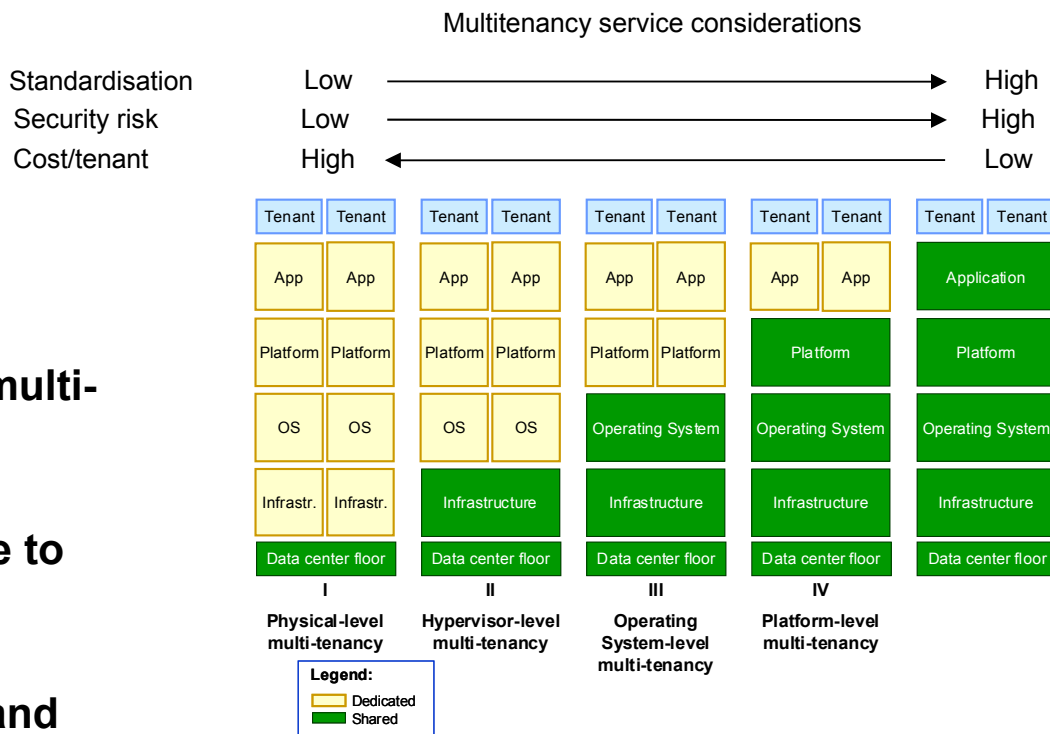 Multitenancy service considerations
Standardisation Low High
Security risk Low High
Cost/tenant High Low
Tenant Tenant Tenant Tenant Tenant Tenant Tenant Tenant Tenant Tenant
App App App App App App App App Application
Platform Platform Platform Platform Platform Platform Platform Platform
multi-
OS OS OS OS Operating System Operating System Operating System
Infrastr. Infrastr. Infrastructure Infrastructure Infrastructure Infrastructure
e to
Data center floor Data center floor Data center floor Data center floor Data center floor
I II III IV
Physical-level Hypervisor-level Operating Platform-level
multi-tenancy multi-tenancy System-level multi-tenancy
multi-tenancy
Legend:
Dedicated
and
Shared